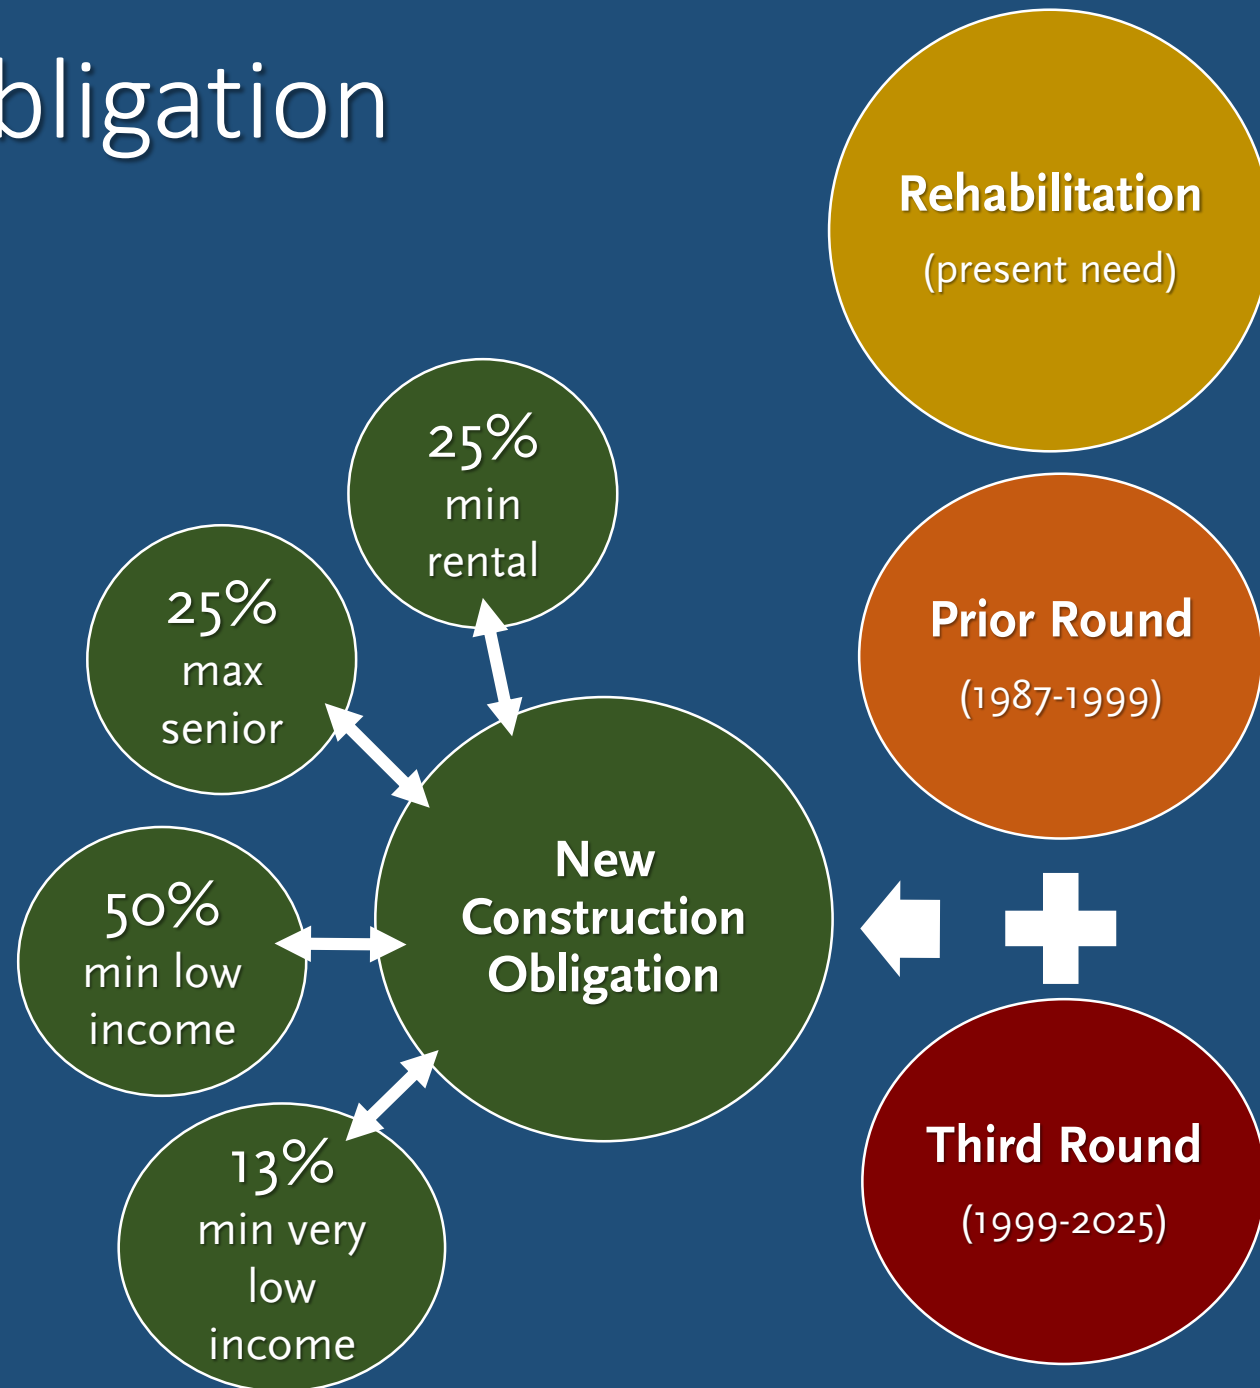 bligation
Rehabilitation
(present need)
25%
min
rental
25%
max
senior
Prior Round
(1987-1999)
New
Construction
Obligation
50%
min low
income
13%
min very
low
income
Third Round
(1999-2025)